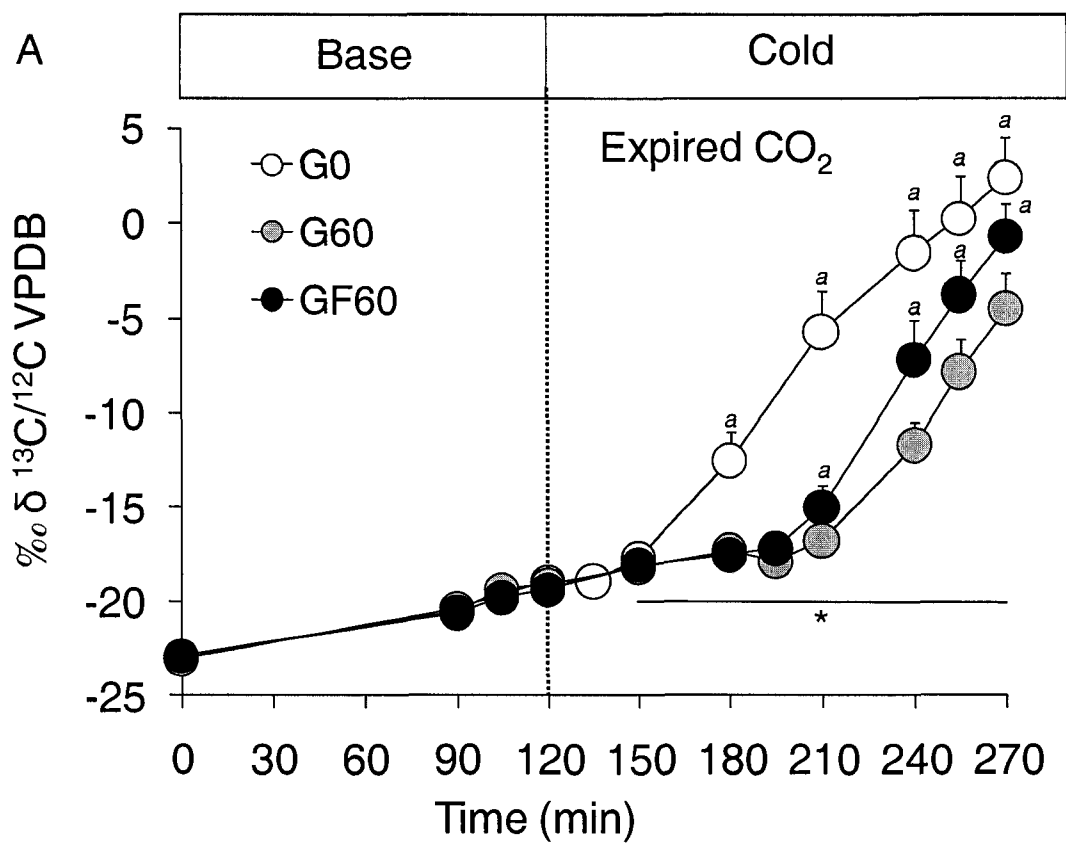 A
Base
Cold
Expired CO₂
G0
G60
GF60
‰ δ ¹³C/¹²C VPDB
5
0
-5
-10
-15
-20
-25
a
a
a
a
a
a
a
a
a
*
0 30 60 90 120 150 180 210 240 270
Time (min)